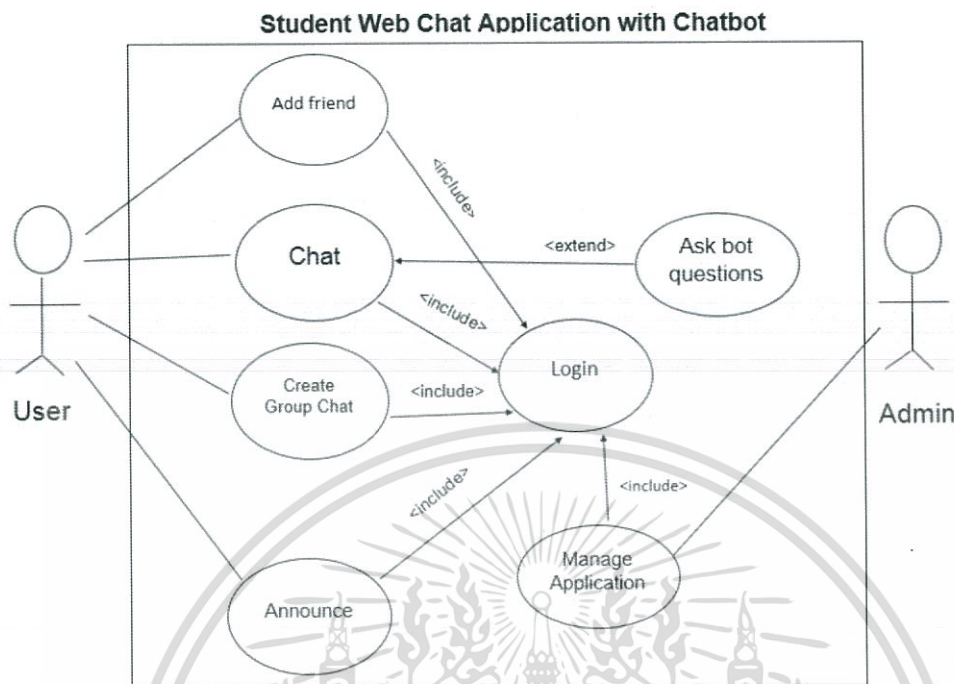 Student Web Chat Application with Chatbot
Add friend
<include>
Chat
<extend>
Ask bot
questions
<include>
Login
Create
Group Chat
<include>
User
Admin
<include>
<include>
Manage
Application
Announce